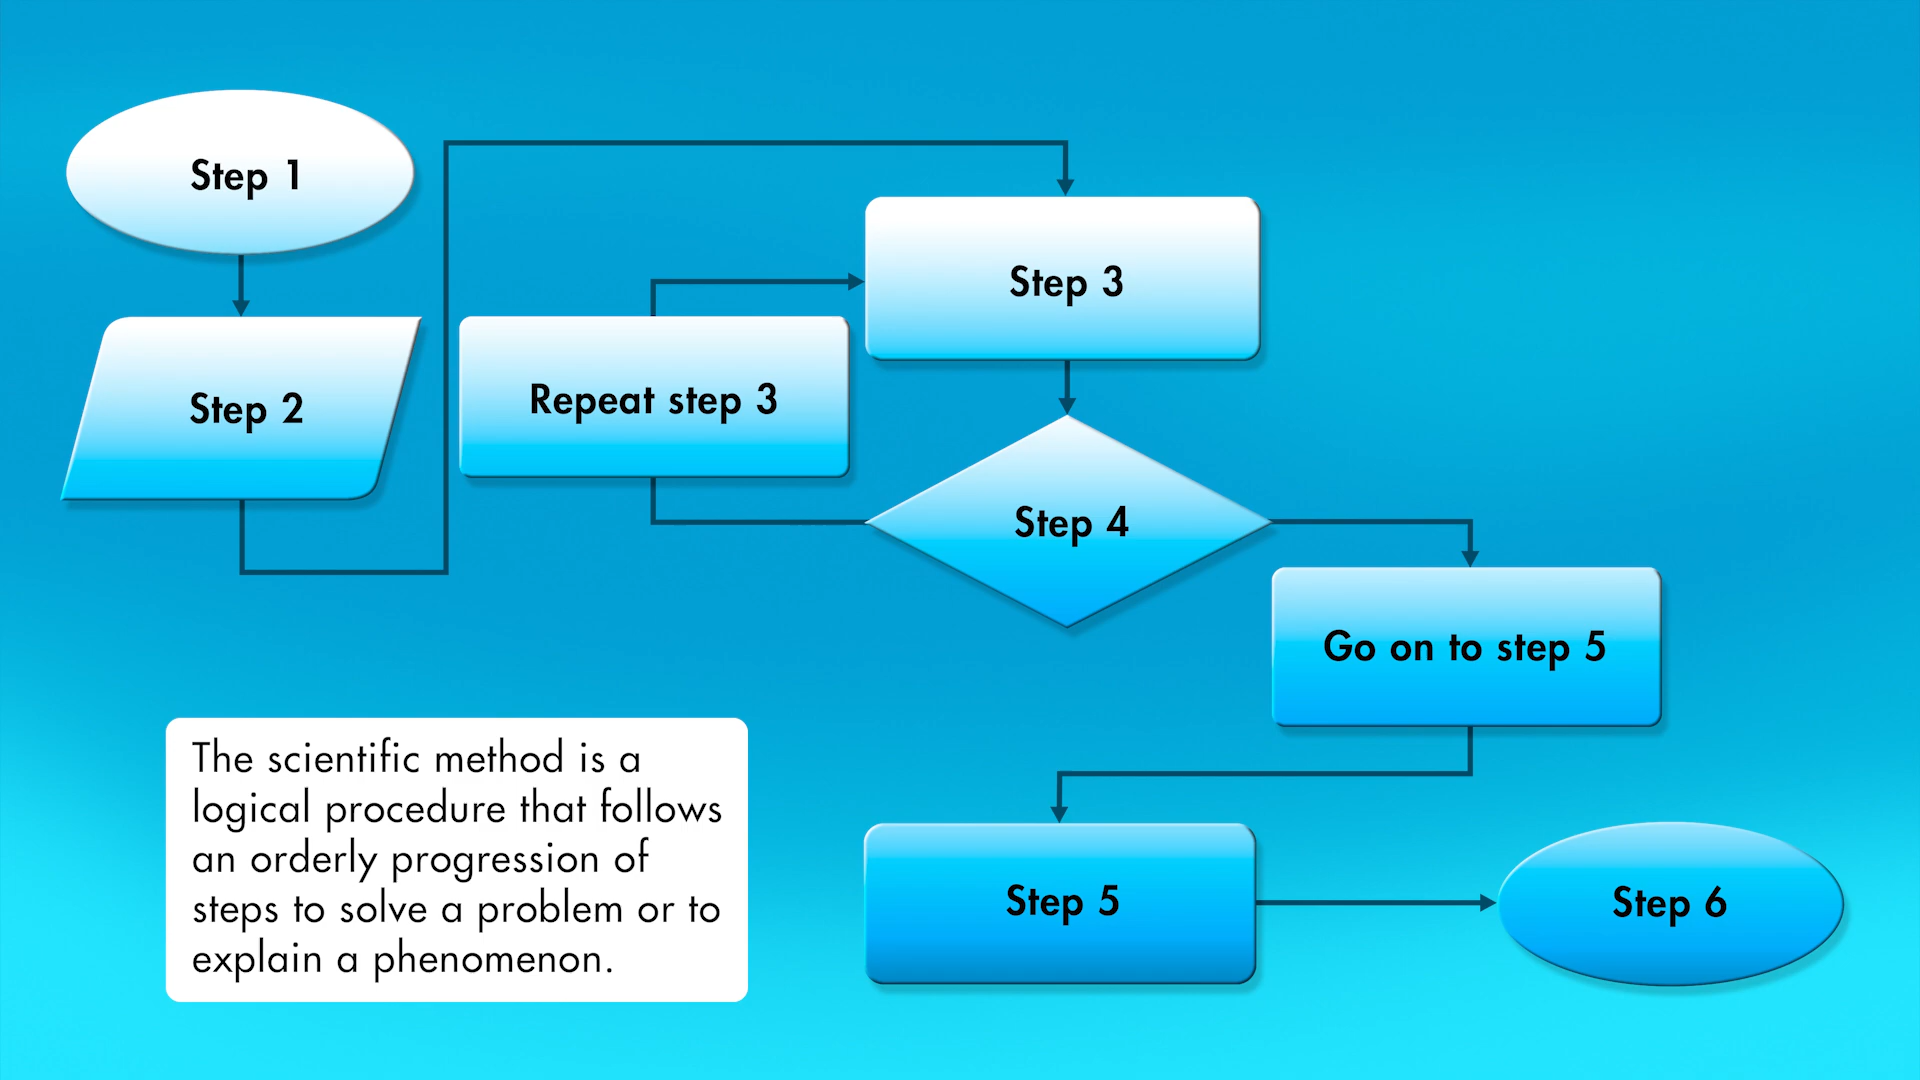 Step 1
Step 2
Step 3
Repeat step 3
Step 4
Go on to step 5
Step 5
Step 6
The scientific method is a
logical procedure that follows
an orderly progression of
steps to solve a problem or to
explain a phenomenon.